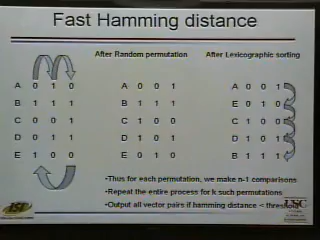 Fast Hamming distance
After Random permutation After Lexicographic sorting
A 0 1 0 A 0 0 1 A 0 0 1
B 1 1 1 B 1 1 1 E 0 1 0
C 0 0 1 C 1 0 0 C 1 0 0
D 0 1 1 D 1 0 1 D 1 0 1
E 1 0 0 E 0 1 0 B 1 1 1
•Thus for each permutation, we make n-1 comparisons
•Repeat the entire process for k such permutations
•Output all vector pairs if hamming distance < threshold
USC